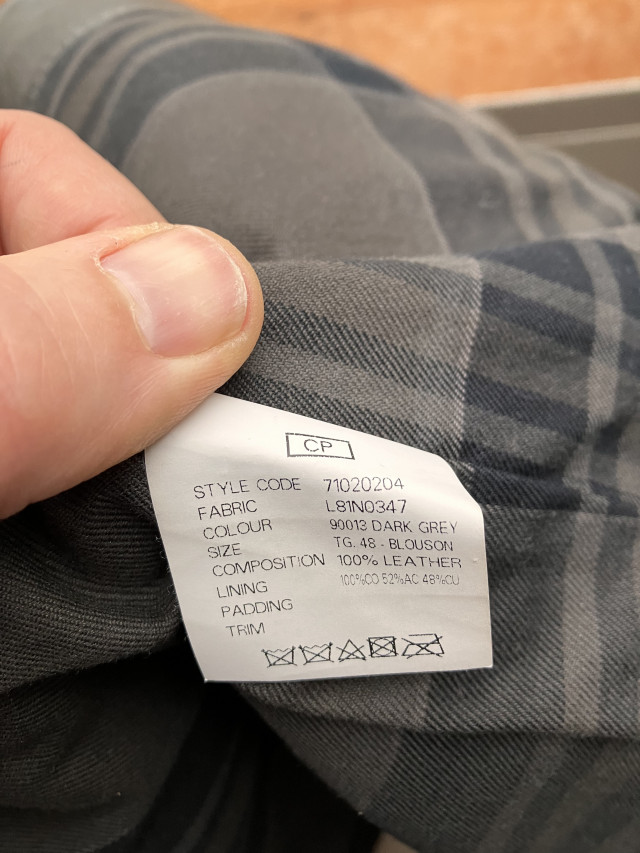 CP
STYLE CODE 71020204
FABRIC L81N0347
COLOUR 90013 DARK GREY
SIZE TG. 48 - BLOUSON
COMPOSITION 100% LEATHER
LINING 100%CO 52%AC 48%CU
PADDING
TRIM